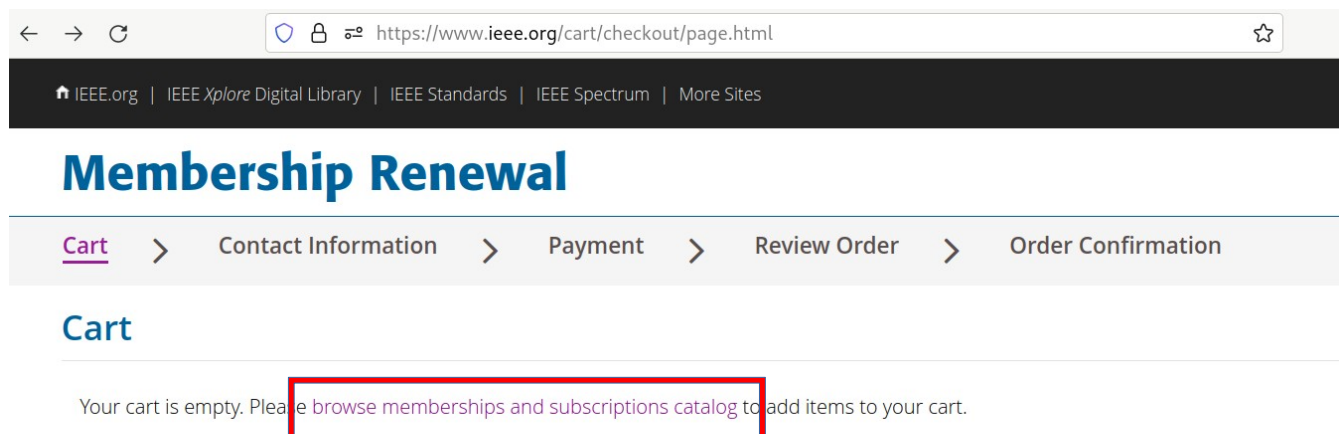 https://www.ieee.org/cart/checkout/page.html
IEEE.org | IEEE Xplore Digital Library | IEEE Standards | IEEE Spectrum | More Sites
Membership Renewal
Cart > Contact Information > Payment > Review Order > Order Confirmation
Cart
Your cart is empty. Please browse memberships and subscriptions catalog to add items to your cart.